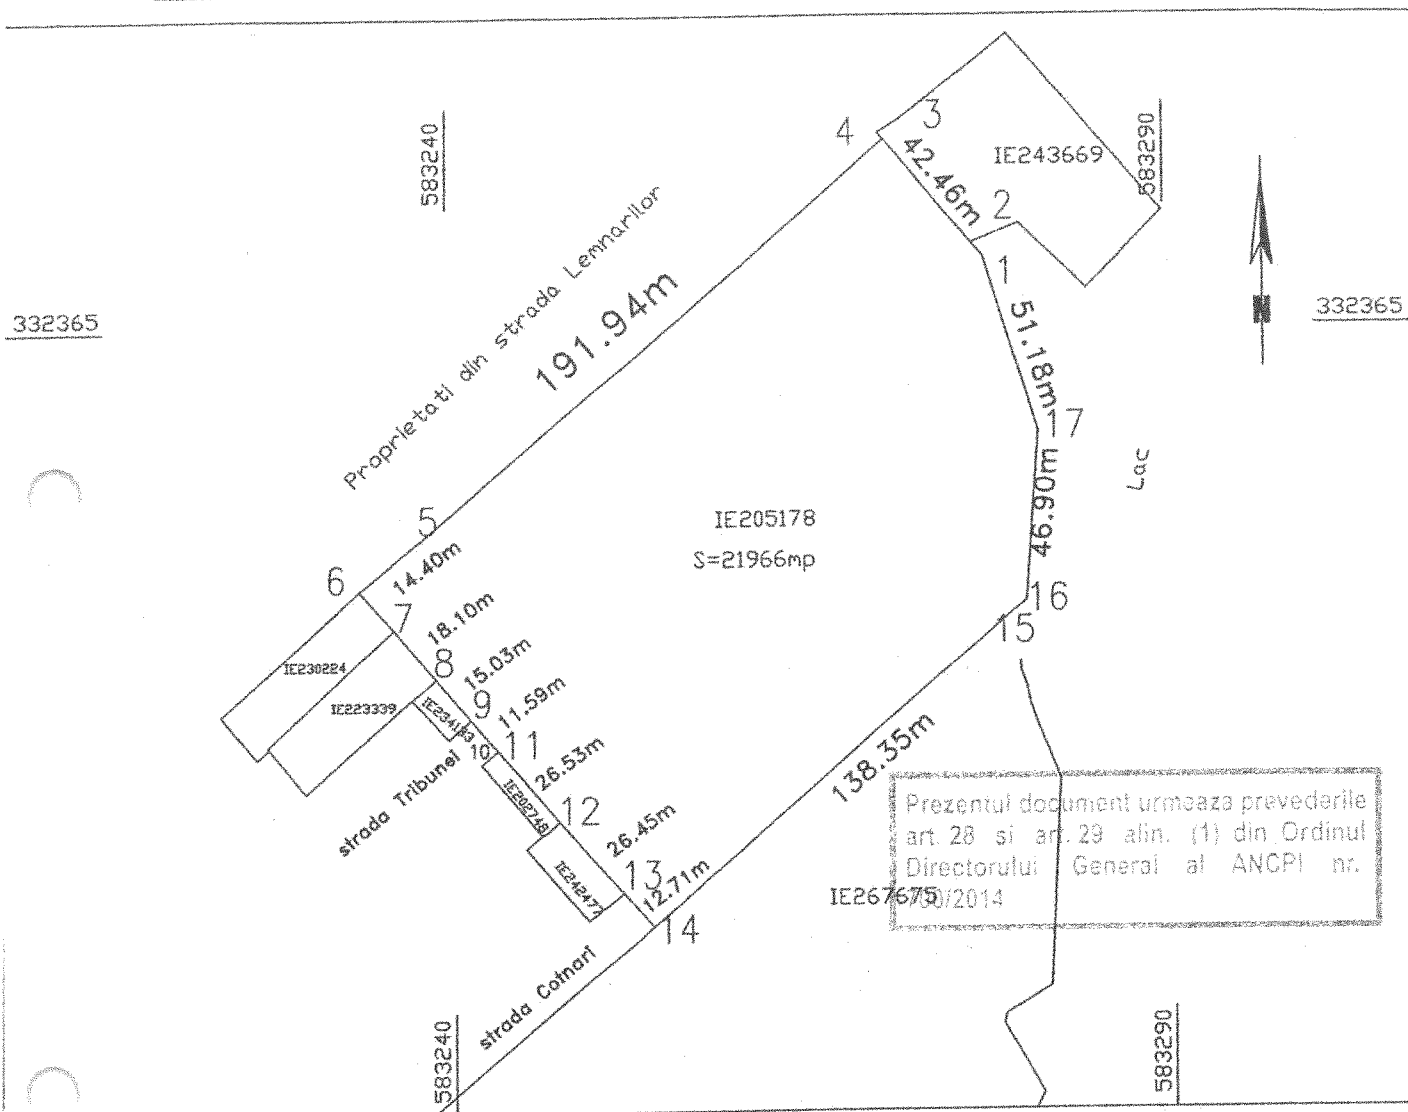 583240
583290
3
4
42.46m
IE243669
2
1
Proprietati din strada Lemnarilor
191.94m
332365
332365
51.18m
17
46.90m
Lac
5
IE205178
S=21966mp
6
14.40m
16
15
7
18.10m
8
15.03m
IE230224
IE223339
IE234193
9
11.59m
10
11
strada Tribunei
26.53m
IE202748
12
138.35m
26.45m
IE242477
13
12.71m
14
Prezentul document urmeaza prevederile
art. 28 si art. 29 alin. (1) din Ordinul
Directorului General al ANCPI nr.
700/2014
IE267675
strada Cotnari
583240
583290
N